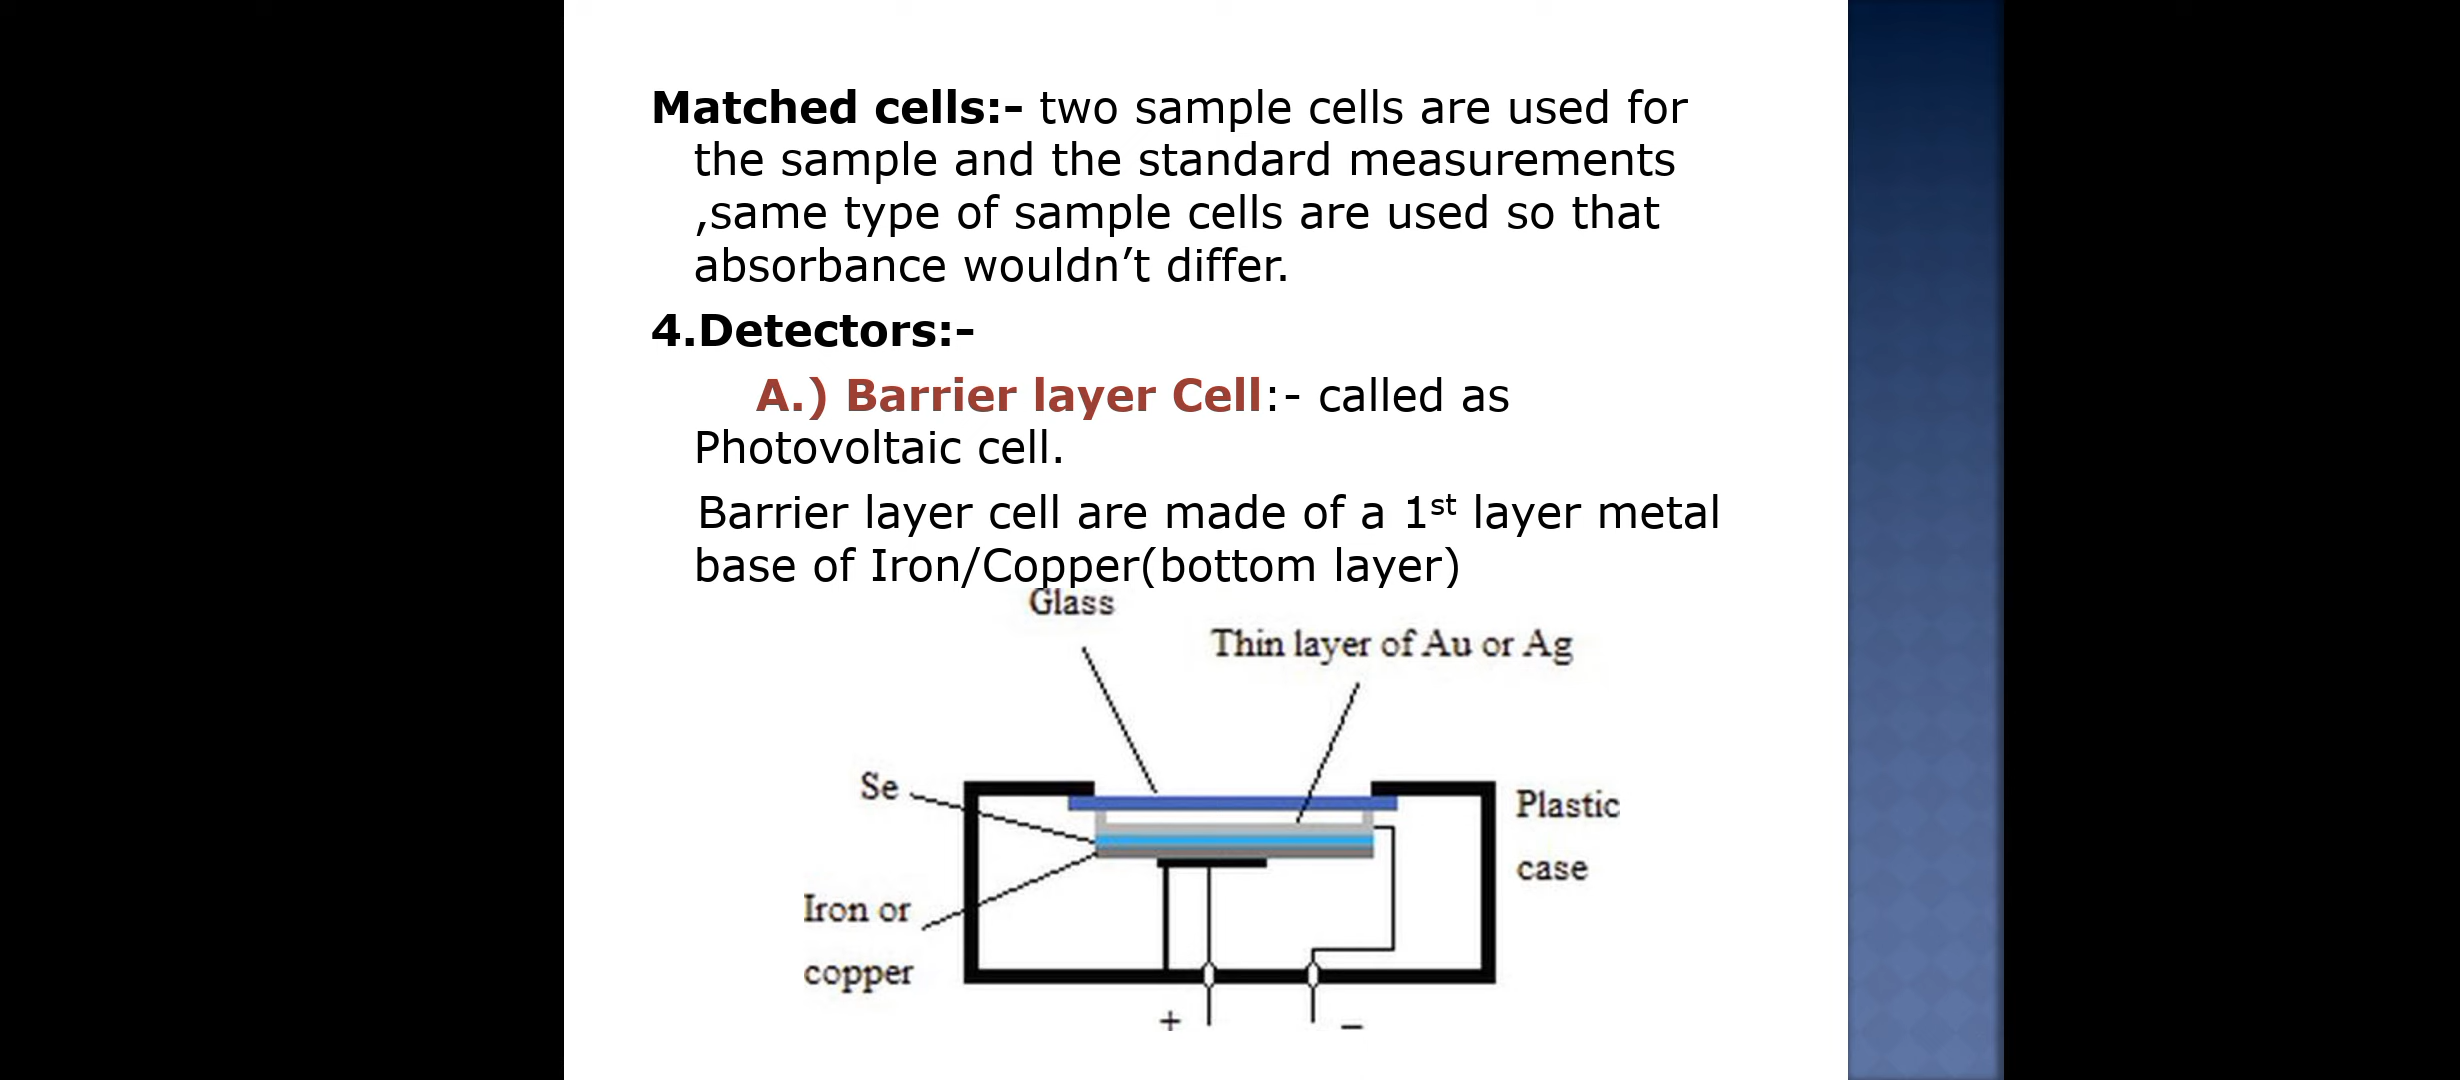 Matched cells:- two sample cells are used for
the sample and the standard measurements
,same type of sample cells are used so that
absorbance wouldn’t differ.
4.Detectors:-
A.) Barrier layer Cell:- called as
Photovoltaic cell.
Barrier layer cell are made of a 1st layer metal
base of Iron/Copper(bottom layer)
Glass
Thin layer of Au or Ag
Se
Plastic
case
Iron or
copper
+ –